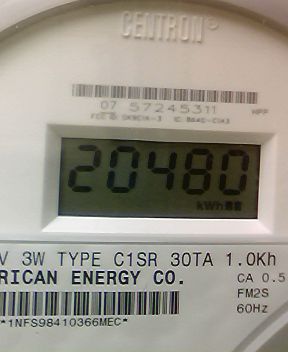 CENTRON®
07 57245311
20480
kWh
V 3W TYPE C1SR 30TA 1.0Kh
RICAN ENERGY CO.
CA 0.5
FM2S
60Hz
*1NFS98410366MEC*